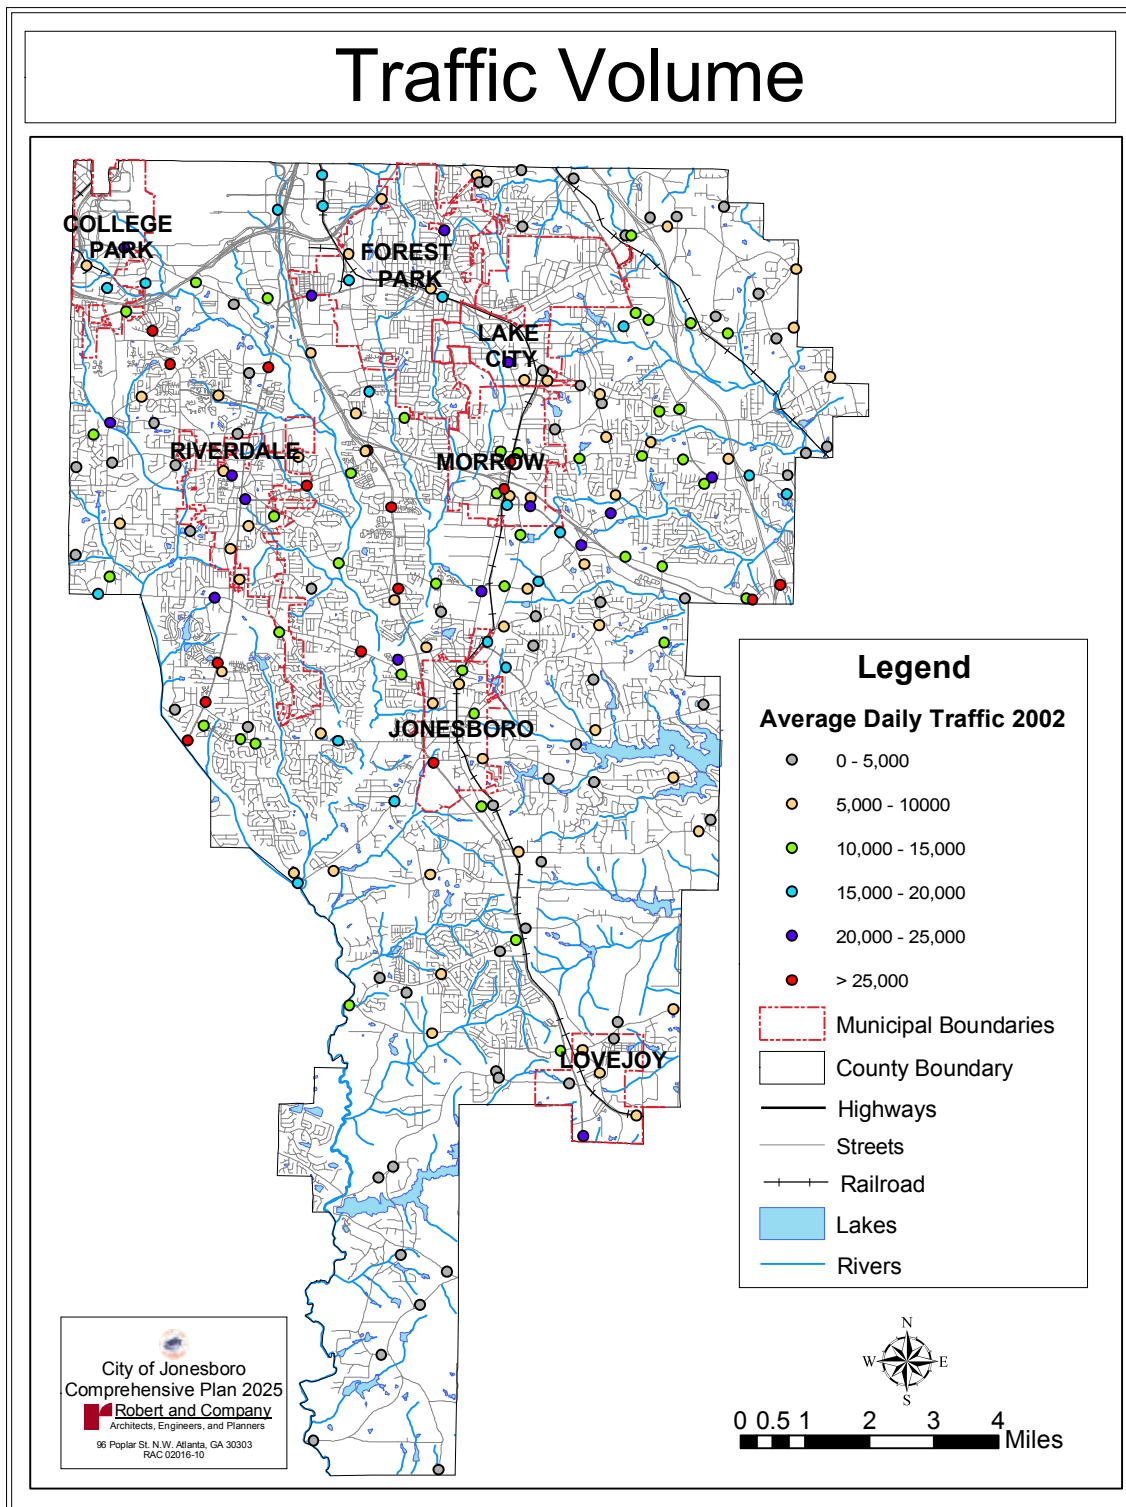 Traffic Volume
COLLEGE
PARK
FOREST
PARK
LAKE
CITY
RIVERDALE
MORROW
JONESBORO
LOVEJOY
Legend
Average Daily Traffic 2002
0 - 5,000
5,000 - 10000
10,000 - 15,000
15,000 - 20,000
20,000 - 25,000
> 25,000
Municipal Boundaries
County Boundary
Highways
Streets
Railroad
Lakes
Rivers
N
W E
S
0 0.5 1 2 3 4
Miles
City of Jonesboro
Comprehensive Plan 2025
Robert and Company
Architects, Engineers, and Planners
96 Poplar St. N.W. Atlanta, GA 30303
RAC 02016-10